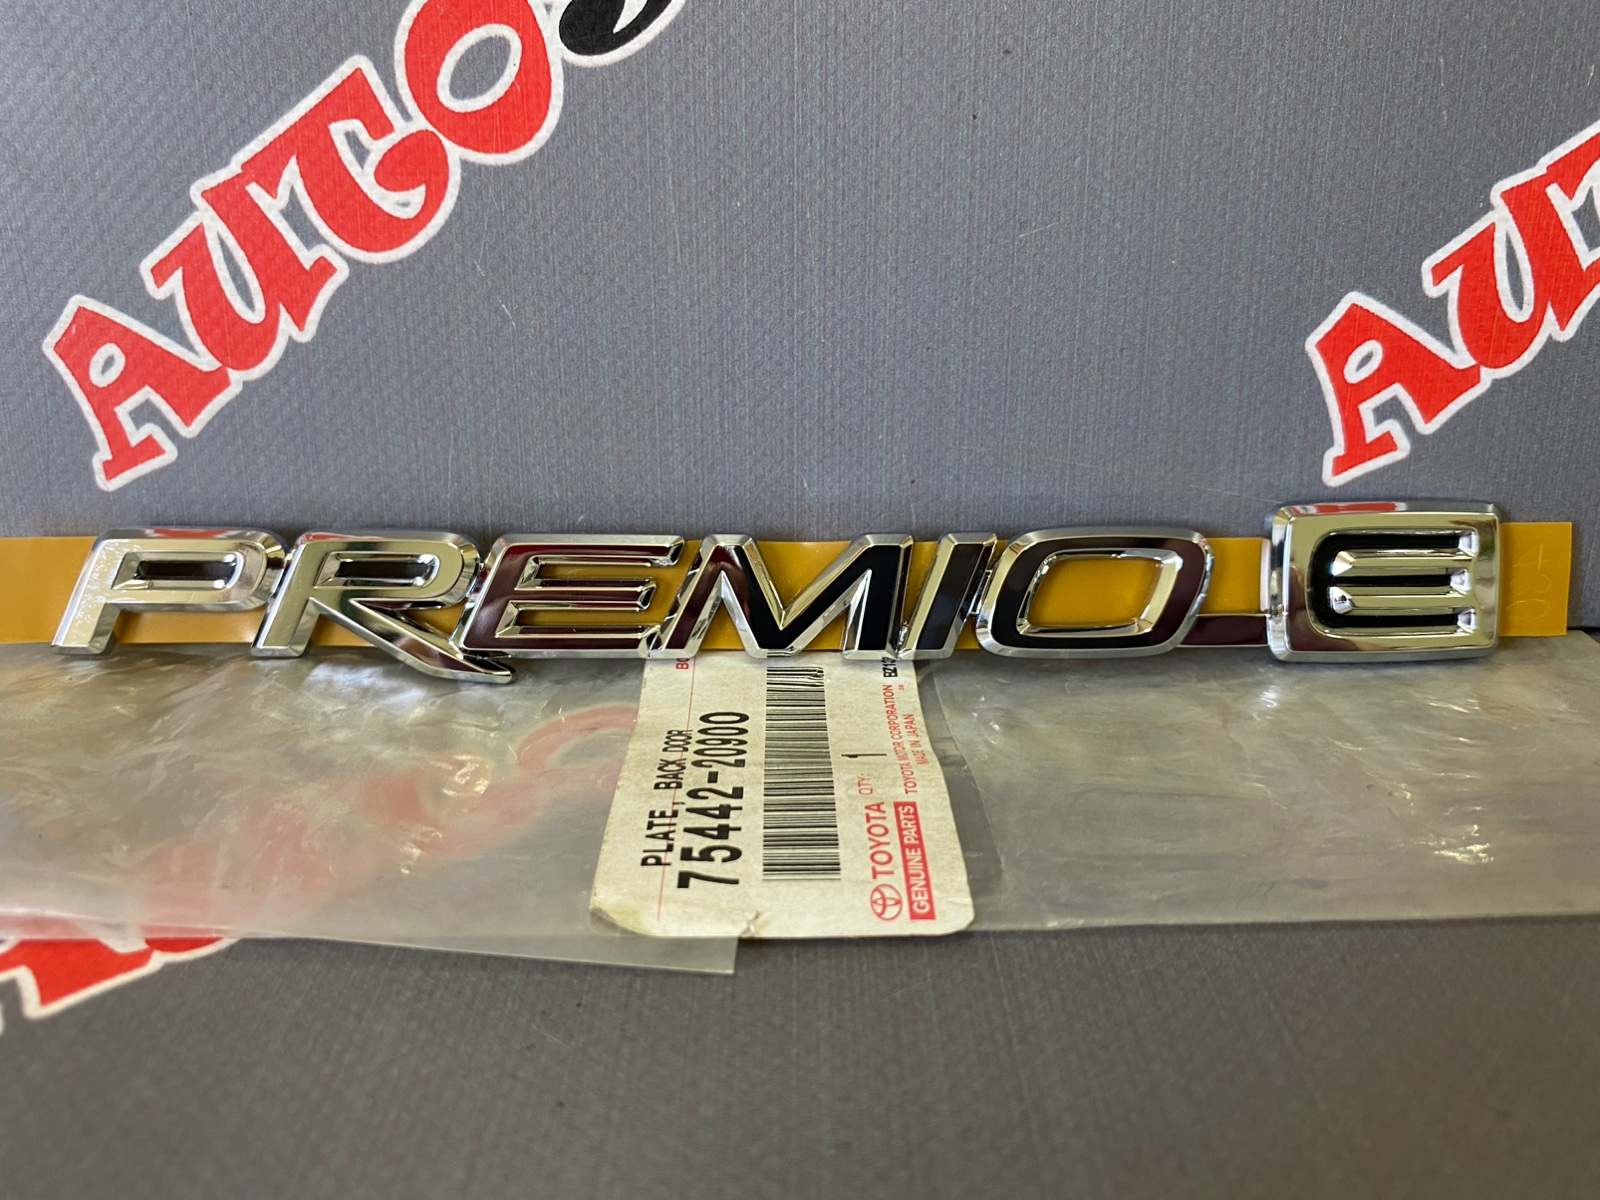 AUTO
AU
PREMIO E
PLATE, BACK DOOR
75442-20900
TOYOTA QTY. 1
GENUINE PARTS
TOYOTA MOTOR CORPORATION
MADE IN JAPAN